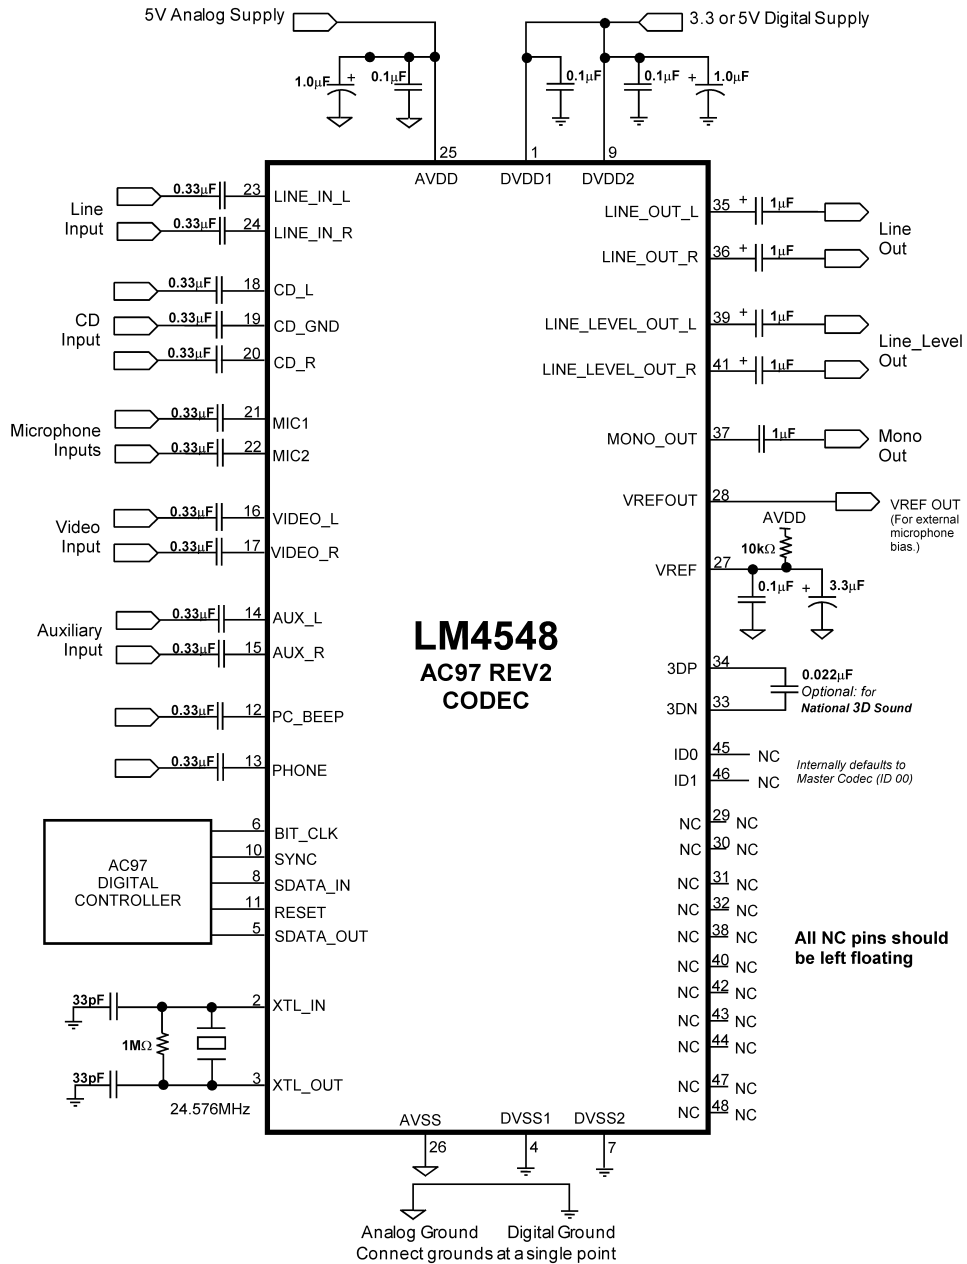 5V Analog Supply
3.3 or 5V Digital Supply
1.0µF
+
0.1µF
0.1µF
0.1µF
+
1.0µF
25
1
9
AVDD
DVDD1
DVDD2
Line
Input
0.33µF
23
LINE_IN_L
0.33µF
24
LINE_IN_R
CD
Input
0.33µF
18
CD_L
0.33µF
19
CD_GND
0.33µF
20
CD_R
Microphone
Inputs
0.33µF
21
MIC1
0.33µF
22
MIC2
Video
Input
0.33µF
16
VIDEO_L
0.33µF
17
VIDEO_R
Auxiliary
Input
0.33µF
14
AUX_L
0.33µF
15
AUX_R
0.33µF
12
PC_BEEP
0.33µF
13
PHONE
AC97
DIGITAL
CONTROLLER
6
BIT_CLK
10
SYNC
8
SDATA_IN
11
RESET
5
SDATA_OUT
33pF
2
XTL_IN
1MΩ
33pF
3
XTL_OUT
24.576MHz
LM4548
AC97 REV2
CODEC
LINE_OUT_L
35
+
1µF
LINE_OUT_R
36
+
1µF
Line
Out
LINE_LEVEL_OUT_L
39
+
1µF
LINE_LEVEL_OUT_R
41
+
1µF
Line_Level
Out
MONO_OUT
37
1µF
Mono
Out
VREFOUT
28
VREF OUT
(For external
microphone
bias.)
AVDD
10kΩ
VREF
27
0.1µF
+
3.3µF
3DP
34
0.022µF
Optional: for
National 3D Sound
3DN
33
ID0
45
NC
ID1
46
NC
Internally defaults to
Master Codec (ID 00)
NC
29
NC
NC
30
NC
NC
31
NC
NC
32
NC
NC
38
NC
NC
40
NC
NC
42
NC
NC
43
NC
NC
44
NC
NC
47
NC
NC
48
NC
All NC pins should
be left floating
AVSS
DVSS1
DVSS2
26
4
7
Analog Ground
Digital Ground
Connect grounds at a single point